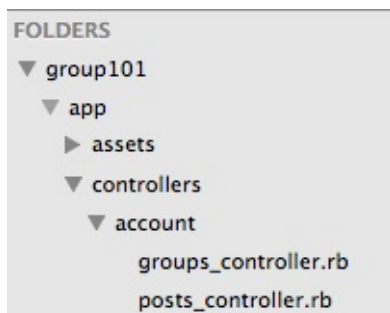 FOLDERS
group101
app
assets
controllers
account
groups_controller.rb
posts_controller.rb